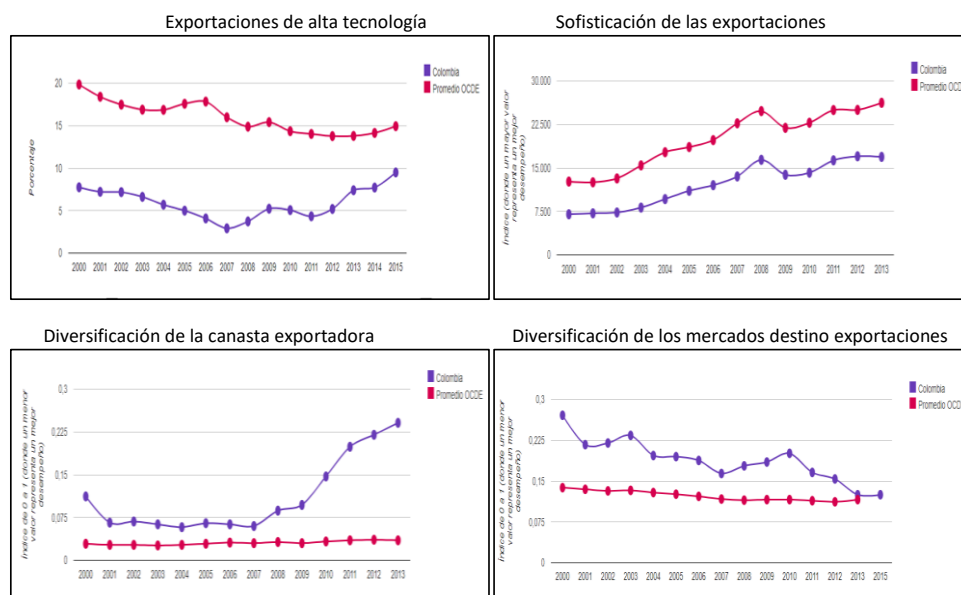 Exportaciones de alta tecnología
Colombia
Promedio OCDE
Porcentaje
20
15
10
5
0
2000 2001 2002 2003 2004 2005 2006 2007 2008 2009 2010 2011 2012 2013 2014 2015
Sofisticación de las exportaciones
Colombia
Promedio OCDE
Índice (donde un mayor valor
representa un mejor
desempeño)
30.000
22.500
15.000
7.500
0
2000 2001 2002 2003 2004 2005 2006 2007 2008 2009 2010 2011 2012 2013
Diversificación de la canasta exportadora
Colombia
Promedio OCDE
Índice de 0 a 1 (donde un menor
valor representa un mejor
desempeño)
0,3
0,225
0,15
0,075
0
2000 2001 2002 2003 2004 2005 2006 2007 2008 2009 2010 2011 2012 2013
Diversificación de los mercados destino exportaciones
Colombia
Promedio OCDE
Índice de 0 a 1 (donde un menor
valor representa un mejor
desempeño)
0,3
0,225
0,15
0,075
0
2000 2001 2002 2003 2004 2005 2006 2007 2008 2009 2010 2011 2012 2013 2015